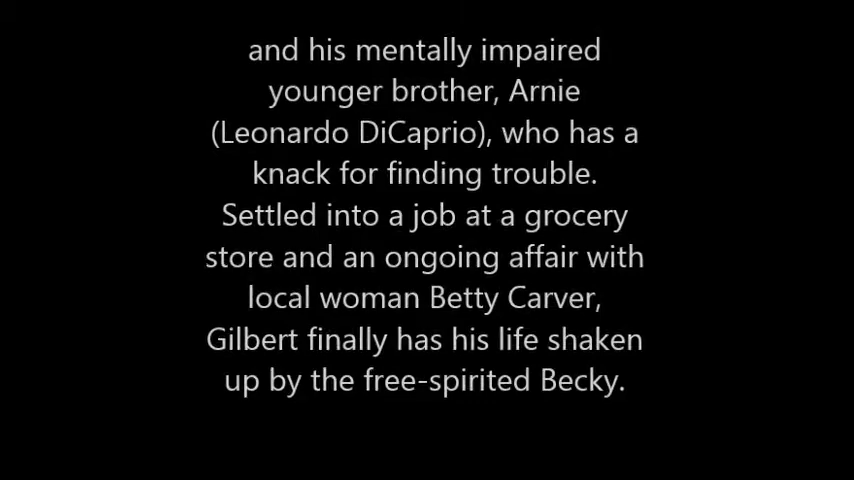 and his mentally impaired
younger brother, Arnie
(Leonardo DiCaprio), who has a
knack for finding trouble.
Settled into a job at a grocery
store and an ongoing affair with
local woman Betty Carver,
Gilbert finally has his life shaken
up by the free-spirited Becky.